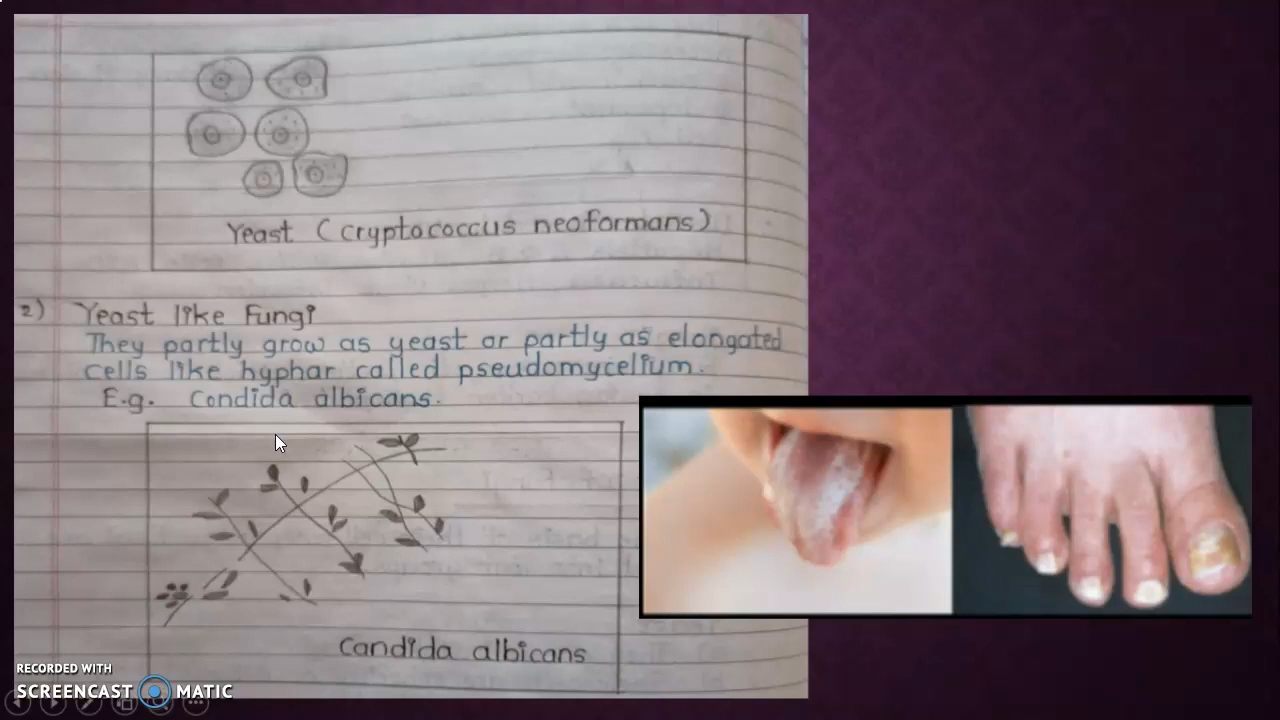 Yeast (cryptococcus neoformans)
2) Yeast like Fungi
They partly grow as yeast or partly as elongated
cells like hyphar called pseudomycelium.
E.g. Condida albicans.
Candida albicans
RECORDED WITH
SCREENCAST MATIC